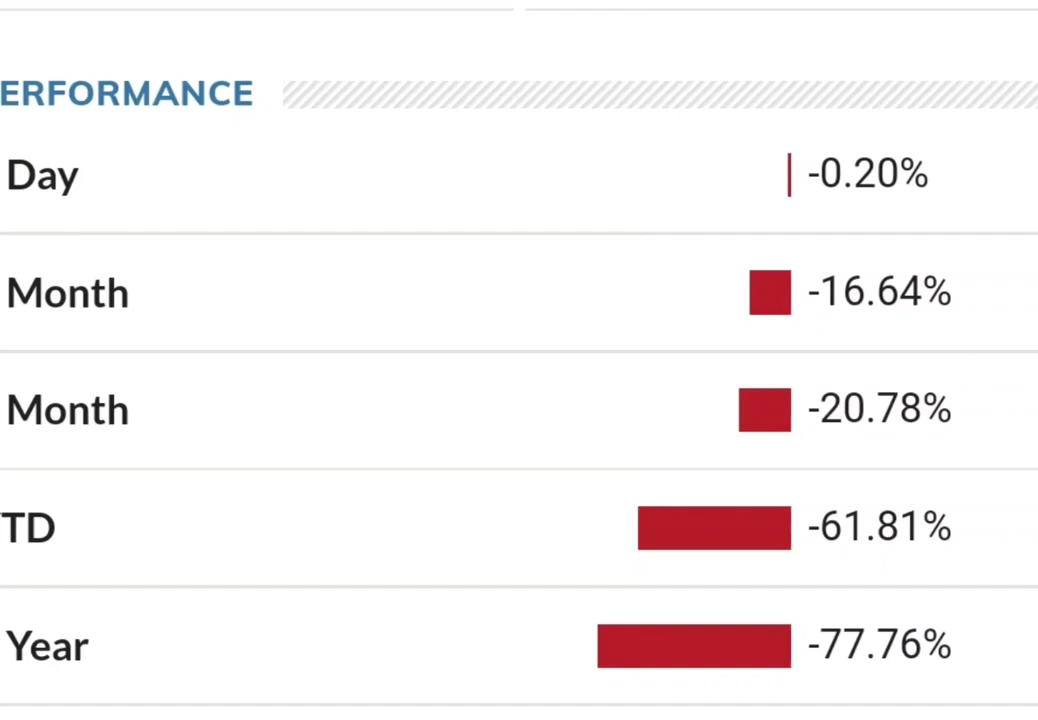 ERFORMANCE
Day -0.20%
Month -16.64%
Month -20.78%
TD -61.81%
Year -77.76%